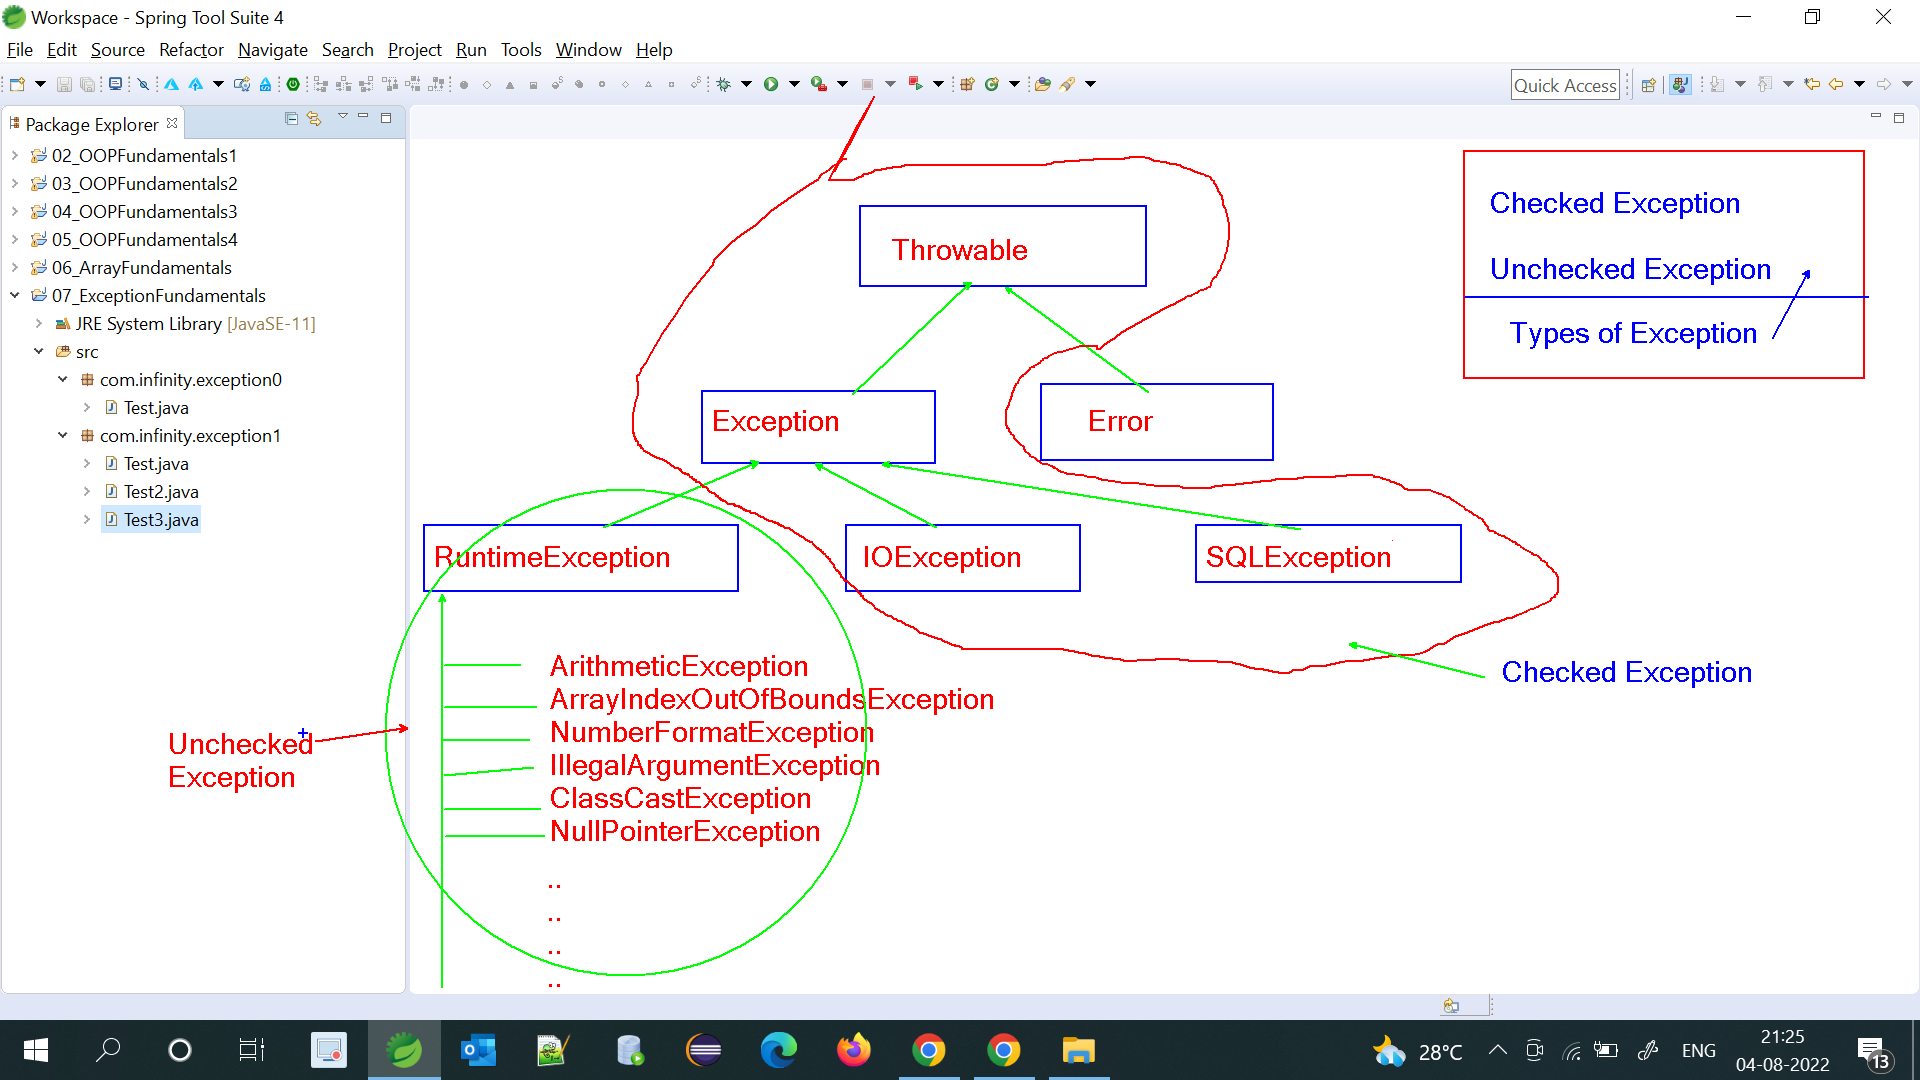 Workspace - Spring Tool Suite 4
File Edit Source Refactor Navigate Search Project Run Tools Window Help
Quick Access
Package Explorer
02_OOPFundamentals1
03_OOPFundamentals2
04_OOPFundamentals3
05_OOPFundamentals4
06_ArrayFundamentals
07_ExceptionFundamentals
JRE System Library [JavaSE-11]
src
com.infinity.exception0
Test.java
com.infinity.exception1
Test.java
Test2.java
Test3.java
Throwable
Exception
Error
RuntimeException
IOException
SQLException
ArithmeticException
ArrayIndexOutOfBoundsException
NumberFormatException
IllegalArgumentException
ClassCastException
NullPointerException
..
..
..
..
Unchecked
Exception
Checked Exception
Unchecked Exception
Types of Exception
Checked Exception
28°C
ENG
21:25
04-08-2022
13